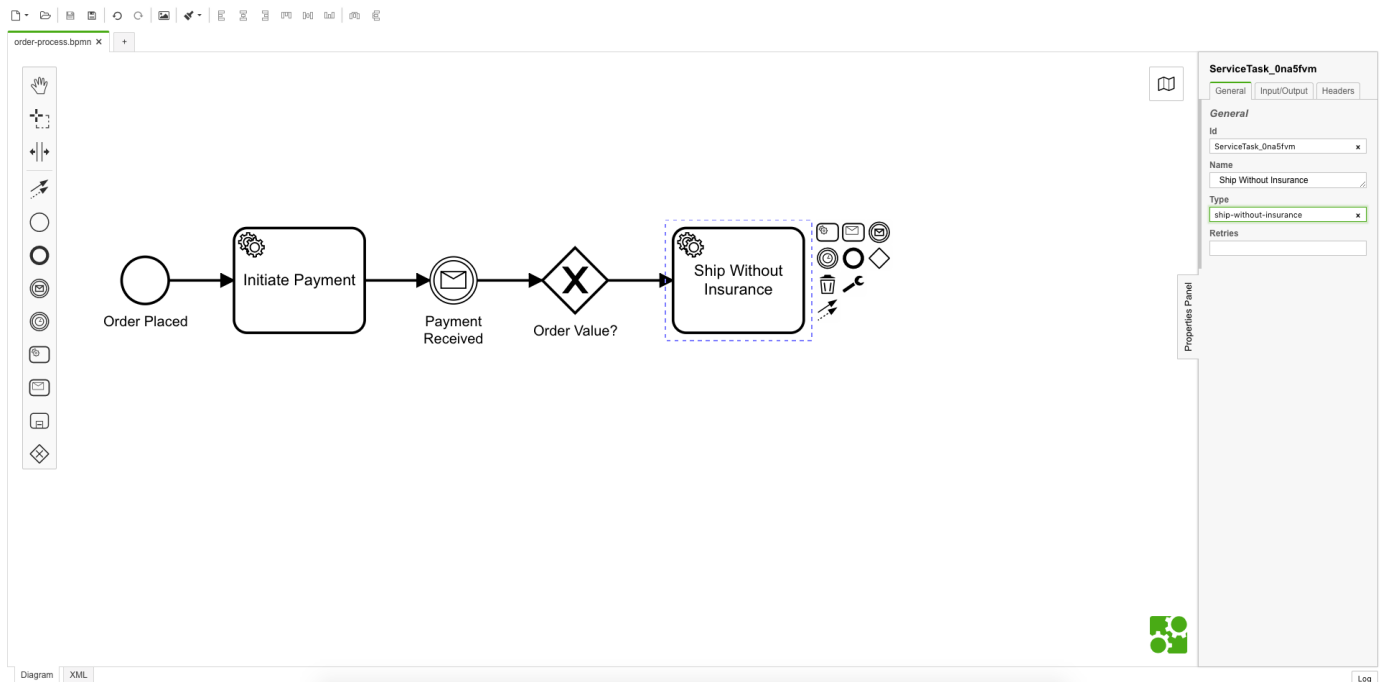 order-process.bpmn ×
+
ServiceTask_0na5fvm
General
Input/Output
Headers
General
Id
ServiceTask_0na5fvm
x
Name
Ship Without Insurance
Type
ship-without-insurance
x
Retries
Properties Panel
Order Placed
Initiate Payment
Payment
Received
Order Value?
Ship Without
Insurance
Diagram
XML
Log